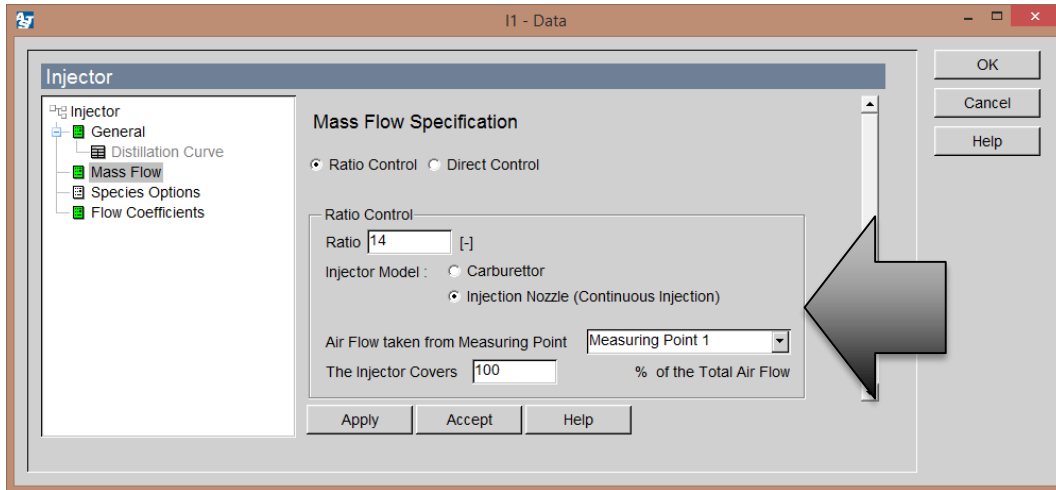 I1 - Data
OK
Cancel
Help
Injector
Injector
General
Distillation Curve
Mass Flow
Species Options
Flow Coefficients
Mass Flow Specification
Ratio Control Direct Control
Ratio Control
Ratio 14 [-]
Injector Model : Carburettor
Injection Nozzle (Continuous Injection)
Air Flow taken from Measuring Point Measuring Point 1
The Injector Covers 100 % of the Total Air Flow
Apply Accept Help